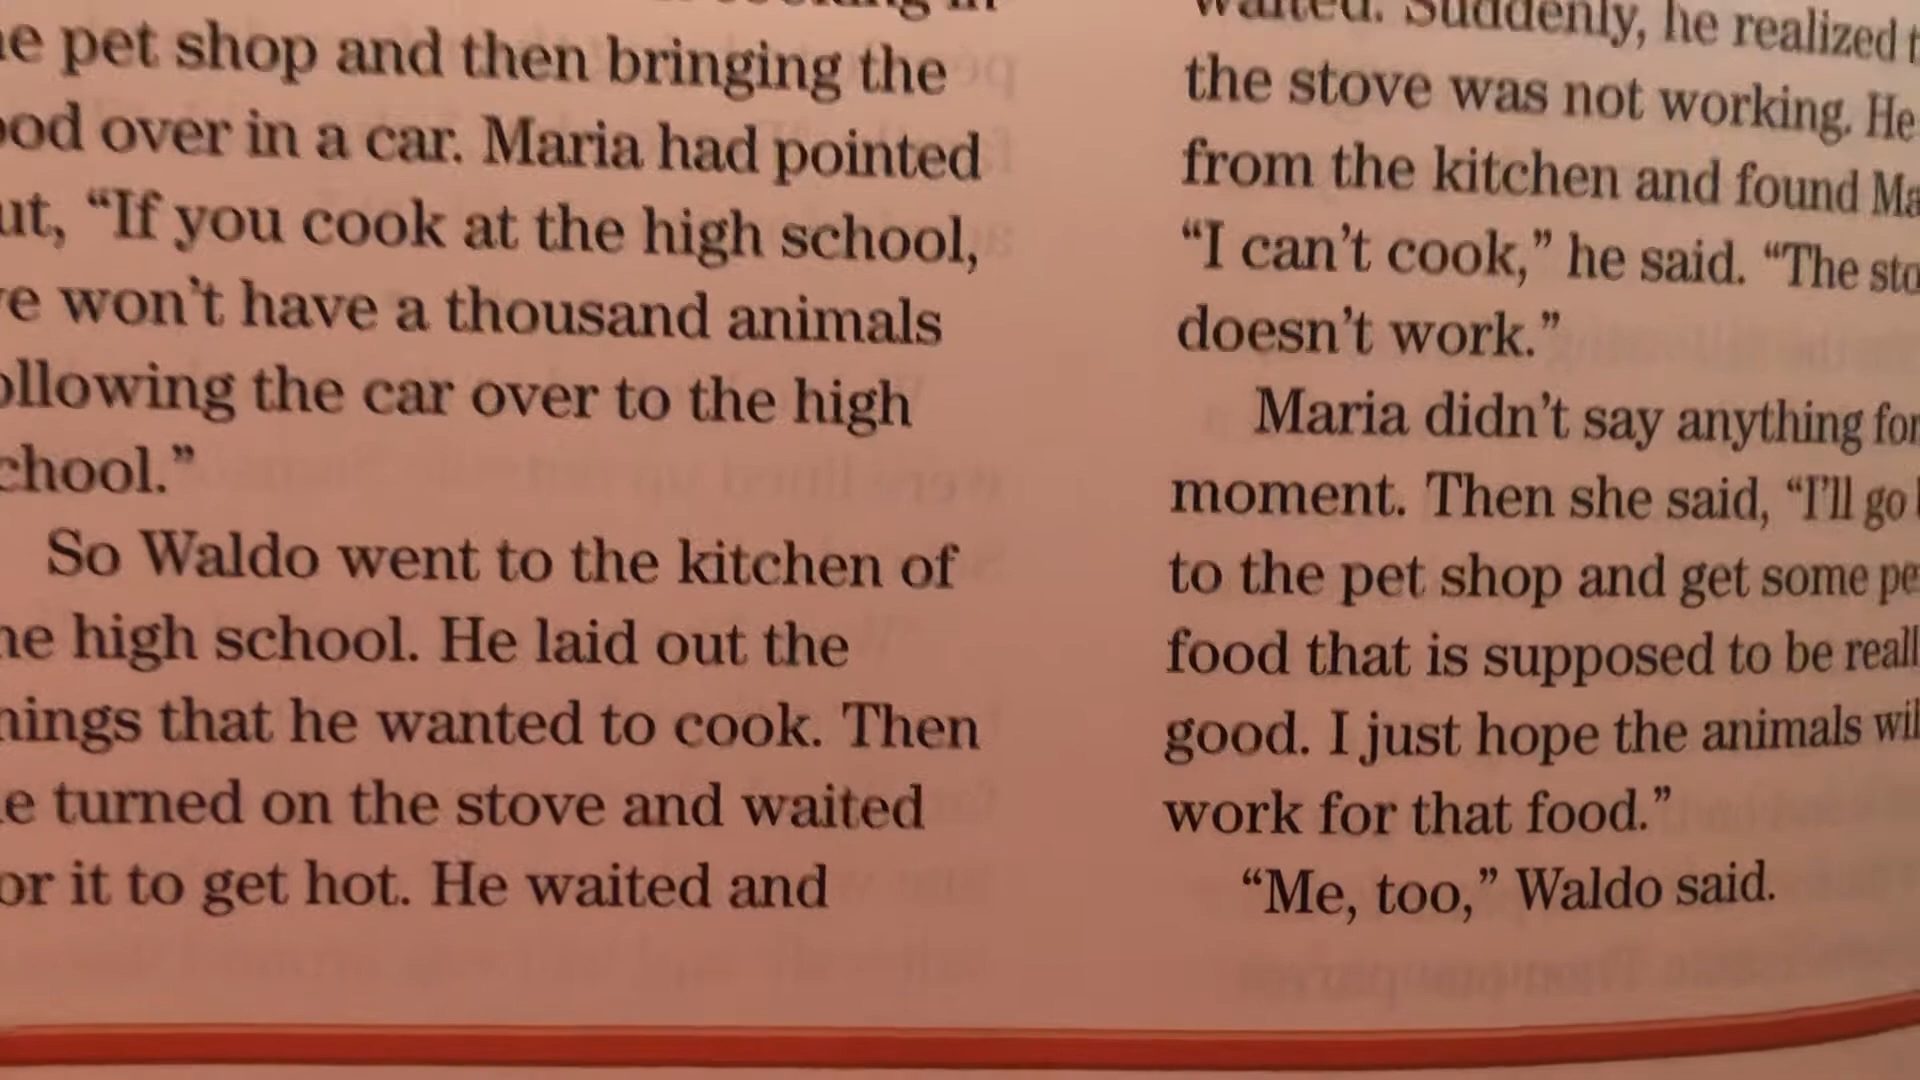 pet shop and then bringing the
over in a car. Maria had pointed
“If you cook at the high school,
won’t have a thousand animals
the car over to the high
So Waldo went to the kitchen of
high school. He laid out the
that he wanted to cook. Then
turned on the stove and waited
it to get hot. He waited and
waited. Suddenly, he realized
the stove was not working. He
from the kitchen and found
“I can’t cook,” he said. “The
doesn’t work.”
Maria didn’t say anything for
moment. Then she said, “I’ll go
to the pet shop and get some
food that is supposed to be
good. I just hope the animals
work for that food.”
“Me, too,” Waldo said.